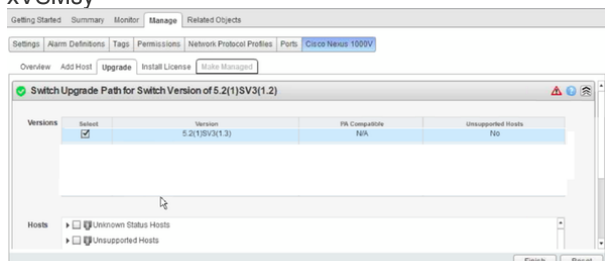 xVSMsy
Getting Started Summary Monitor Manage Related Objects
Settings Alarm Definitions Tags Permissions Network Protocol Profiles Ports Cisco Nexus 1000V
Overview Add Host Upgrade Install License Make Managed
Switch Upgrade Path for Switch Version of 5.2(1)SV3(1.2)
Versions Select Version PA Compatible Unsupported Hosts
5.2(1)SV3(1.3) N/A No
Hosts Unknown Status Hosts
Unsupported Hosts
Finish Reset